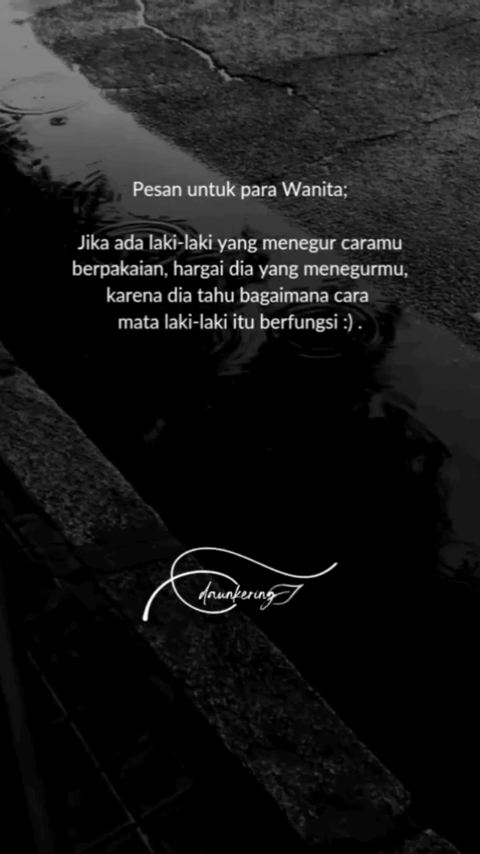 Pesan untuk para Wanita;
Jika ada laki-laki yang menegur caramu
berpakaian, hargai dia yang menegurmu,
karena dia tahu bagaimana cara
mata laki-laki itu berfungsi :) .
daunkering